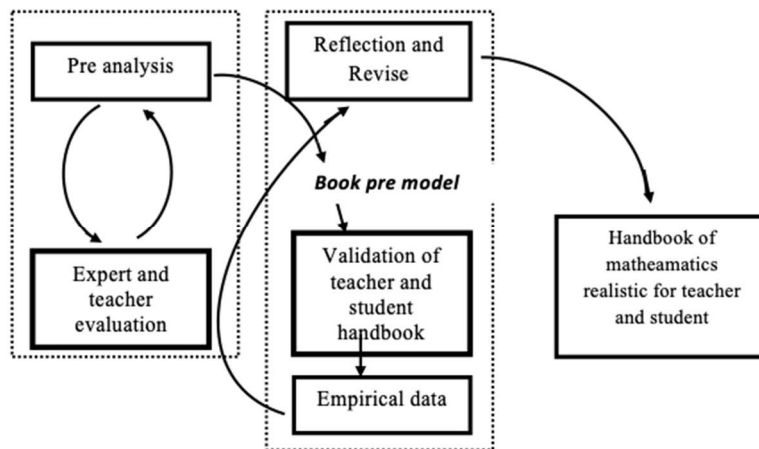 Pre analysis
Expert and
teacher
evaluation
Reflection and
Revise
Book pre model
Validation of
teacher and
student
handbook
Empirical data
Handbook of
matheamatics
realistic for teacher
and student